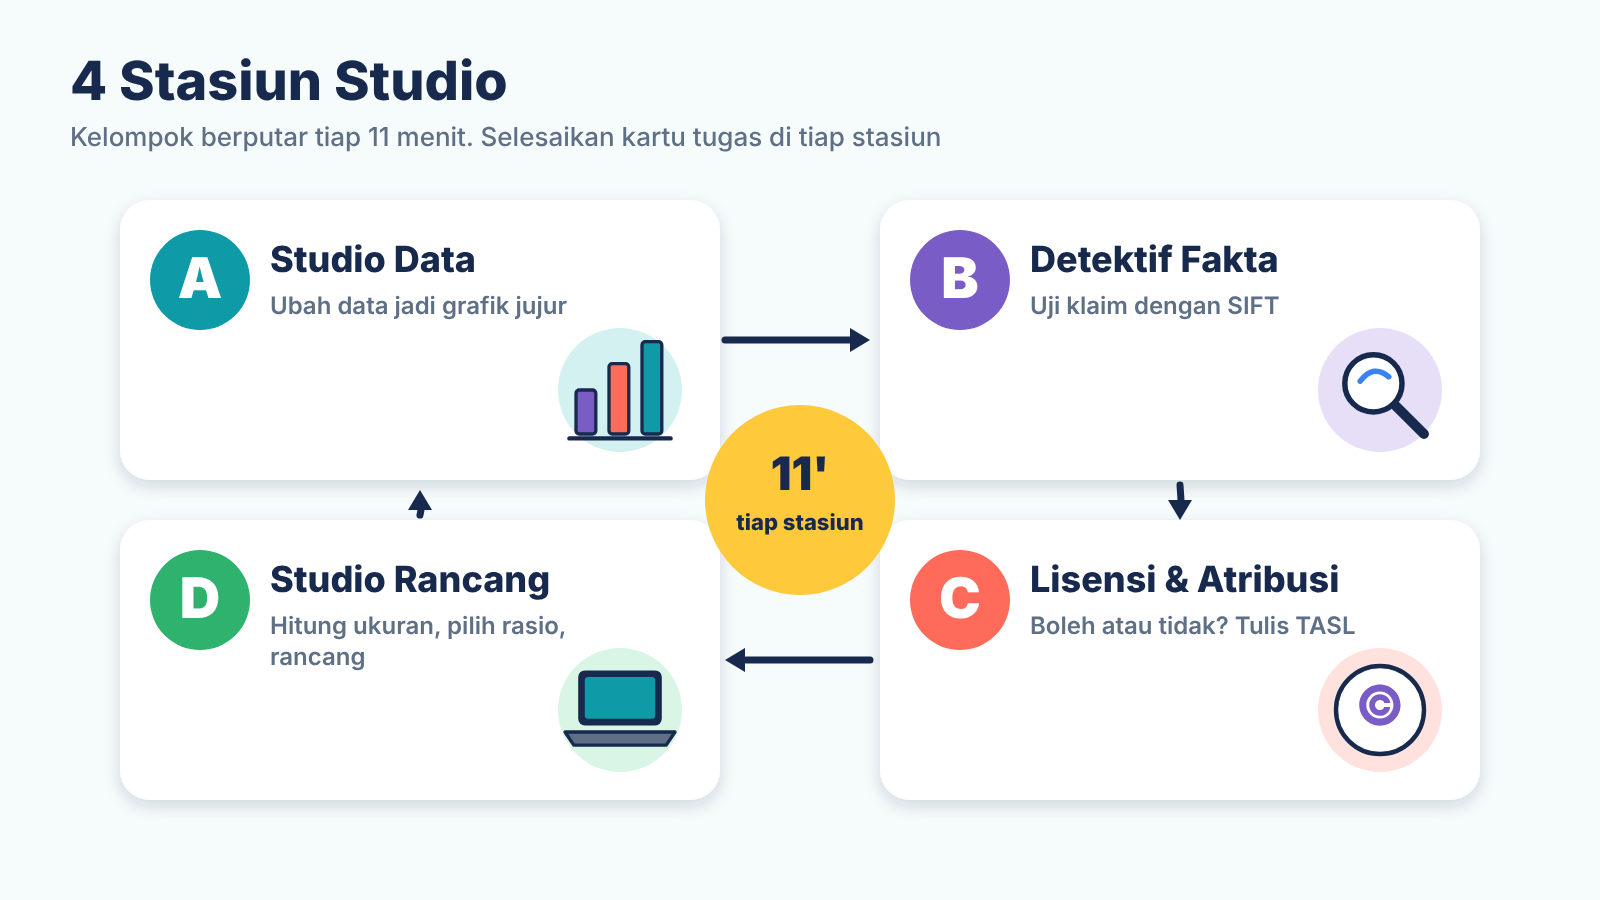 4 Stasiun Studio
Kelompok berputar tiap 11 menit. Selesaikan kartu tugas di tiap stasiun
A
Studio Data
Ubah data jadi grafik jujur
B
Detektif Fakta
Uji klaim dengan SIFT
11'
tiap stasiun
D
Studio Rancang
Hitung ukuran, pilih rasio,
rancang
C
Lisensi & Atribusi
Boleh atau tidak? Tulis TASL
©